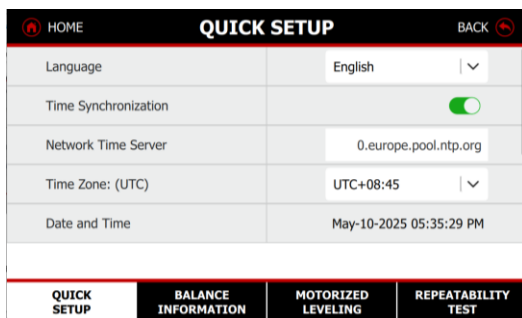 HOME QUICK SETUP BACK
Language English
Time Synchronization
Network Time Server 0.europe.pool.ntp.org
Time Zone: (UTC) UTC+08:45
Date and Time May-10-2025 05:35:29 PM
QUICK BALANCE MOTORIZED REPEATABILITY
SETUP INFORMATION LEVELING TEST